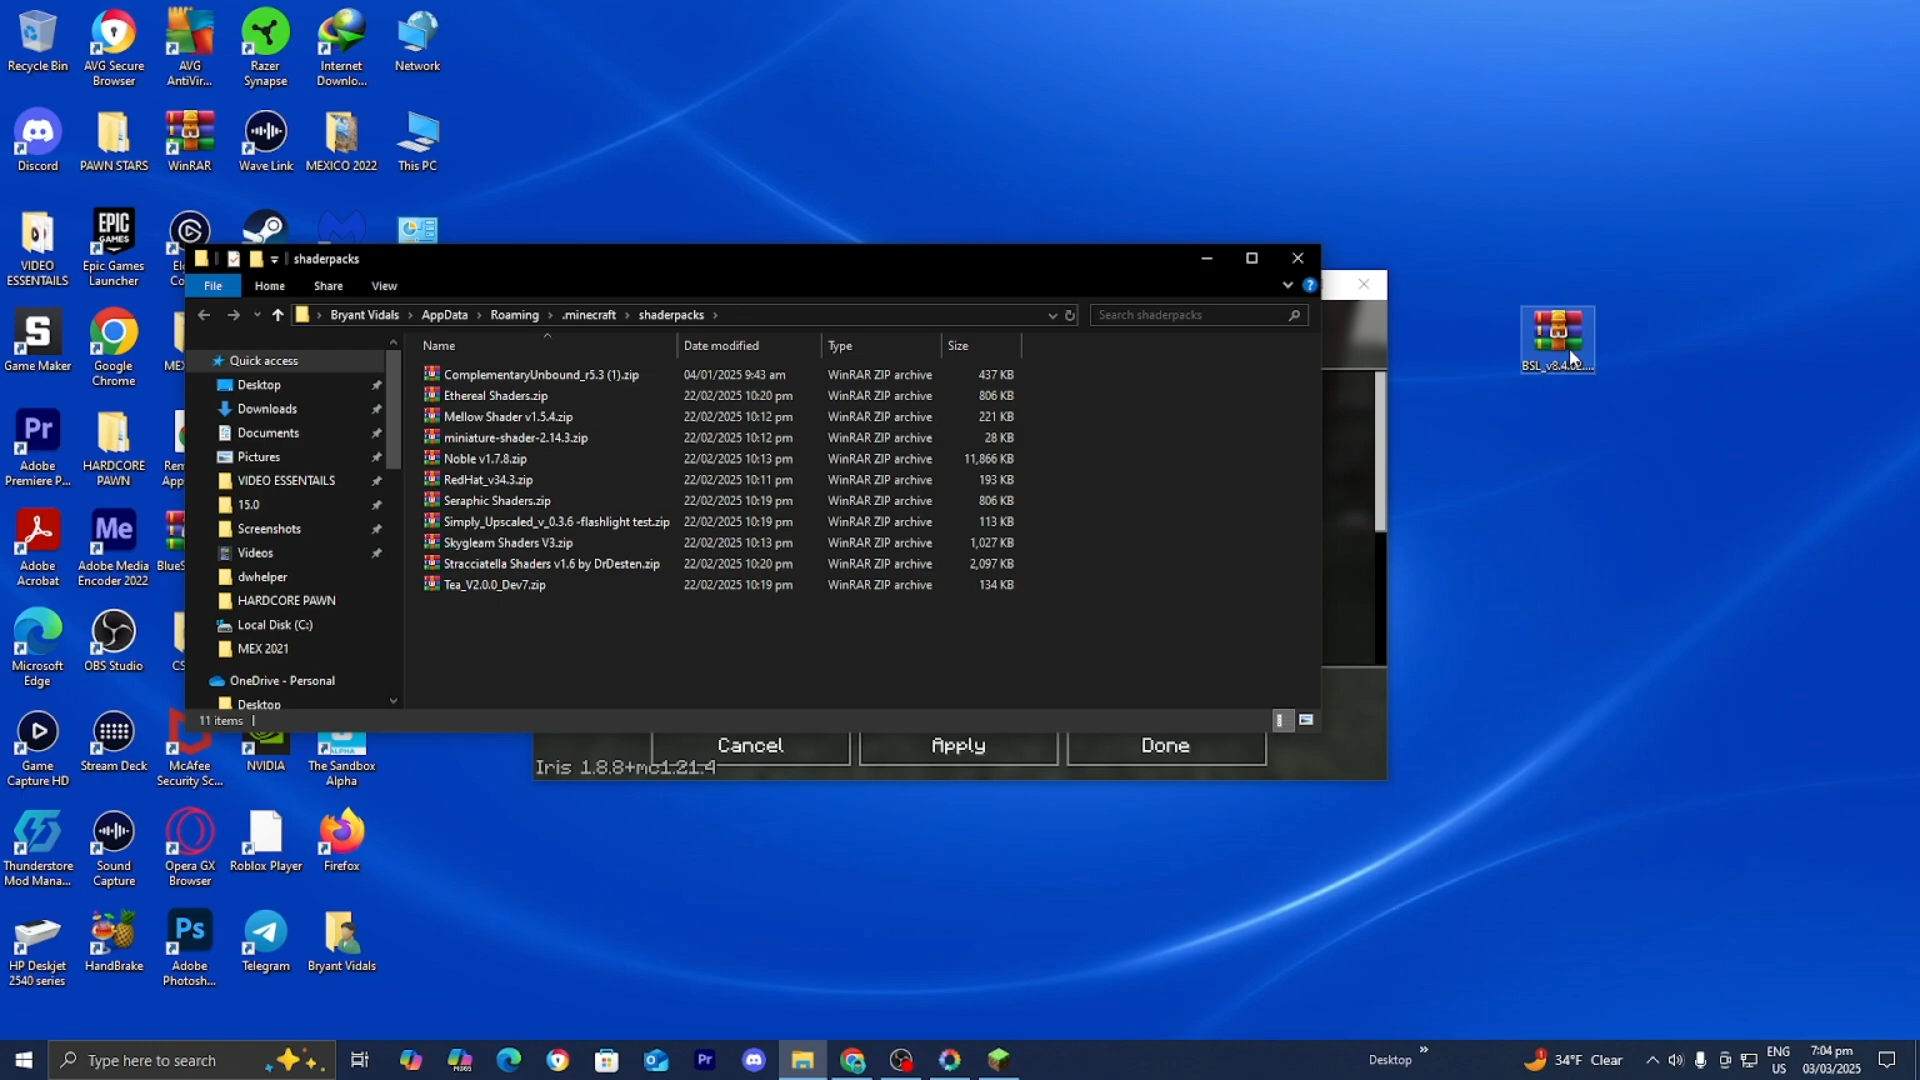 Recycle Bin
AVG Secure
Browser
AVG
AntiVir...
Razer
Synapse
Internet
Downlo...
Network
Discord
PAWN STARS
WinRAR
Wave Link
MEXICO 2022
This PC
VIDEO
ESSENTAILS
EPIC
GAMES
Epic Games
Launcher
Game Maker
Google
Chrome
Pr
Adobe
Premiere P...
HARDCORE
PAWN
Adobe
Acrobat
Me
Adobe Media
Encoder 2022
BlueS
Microsoft
Edge
OBS Studio
CS
Game
Capture HD
Stream Deck
McAfee
Security Sc...
NVIDIA
ALPHA
The Sandbox
Alpha
Thunderstore
Mod Mana...
Sound
Capture
Opera GX
Browser
Roblox Player
Firefox
HP Deskjet
2540 series
HandBrake
Ps
Adobe
Photosh...
Telegram
Bryant Vidals
shaderpacks
File
Home
Share
View
Bryant Vidals > AppData > Roaming > .minecraft > shaderpacks >
Search shaderpacks
Quick access
Desktop
Downloads
Documents
Pictures
VIDEO ESSENTAILS
15.0
Screenshots
Videos
dwhelper
HARDCORE PAWN
Local Disk (C:)
MEX 2021
OneDrive - Personal
Desktop
Name Date modified Type Size
ComplementaryUnbound_r5.3 (1).zip 04/01/2025 9:43 am WinRAR ZIP archive 437 KB
Ethereal Shaders.zip 22/02/2025 10:20 pm WinRAR ZIP archive 806 KB
Mellow Shader v1.5.4.zip 22/02/2025 10:12 pm WinRAR ZIP archive 221 KB
miniature-shader-2.14.3.zip 22/02/2025 10:12 pm WinRAR ZIP archive 28 KB
Noble v1.7.8.zip 22/02/2025 10:13 pm WinRAR ZIP archive 11,866 KB
RedHat_v34.3.zip 22/02/2025 10:11 pm WinRAR ZIP archive 193 KB
Seraphic Shaders.zip 22/02/2025 10:19 pm WinRAR ZIP archive 806 KB
Simply_Upscaled_v_0.3.6 -flashlight test.zip 22/02/2025 10:19 pm WinRAR ZIP archive 113 KB
Skygleam Shaders V3.zip 22/02/2025 10:13 pm WinRAR ZIP archive 1,027 KB
Stracciatella Shaders v1.6 by DrDesten.zip 22/02/2025 10:20 pm WinRAR ZIP archive 2,097 KB
Tea_V2.0.0_Dev7.zip 22/02/2025 10:19 pm WinRAR ZIP archive 134 KB
11 items
Cancel
Apply
Done
Iris 1.8.8+mc1.21.4
BSL_v8.4.02....
Type here to search
M365
Pr
Desktop
34°F Clear
ENG
US
7:04 pm
03/03/2025